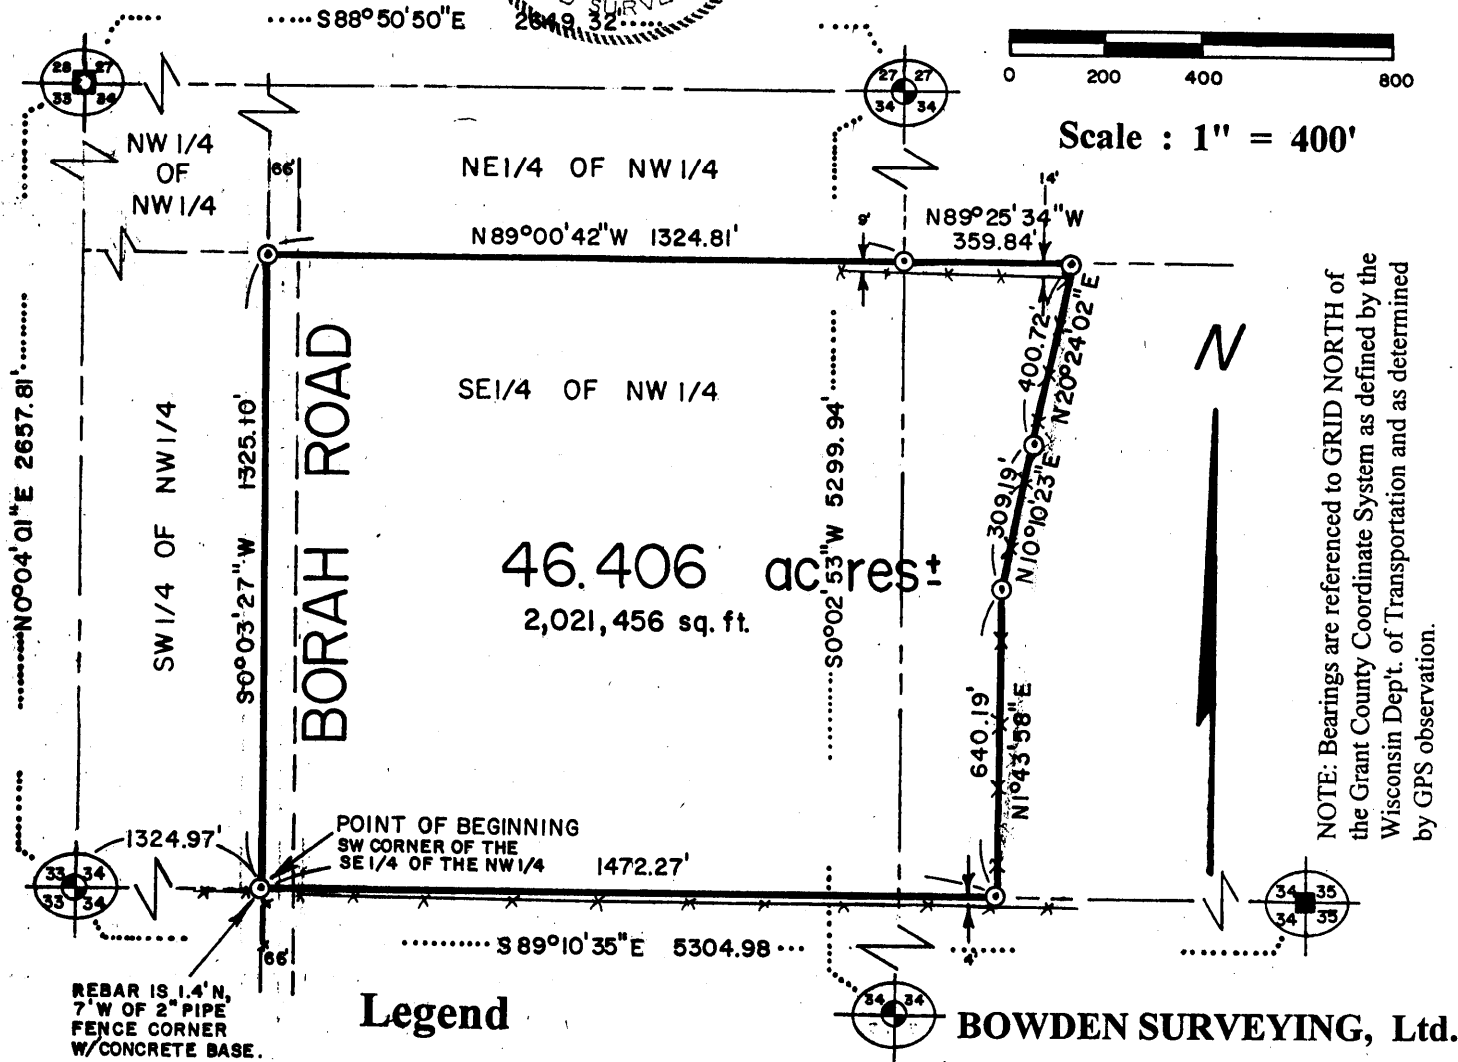 S88°50'50"E 2649.32'
SURVE
28 27
33 34
27 27
34 34
0 200 400 800
Scale : 1" = 400'
NW 1/4
OF
NW 1/4
66'
NE1/4 OF NW 1/4
14'
9'
N89°25'34"W
359.84'
N89°00'42"W 1324.81'
N0°04'01"E 2657.81'
SW 1/4 OF NW 1/4
S0°03'27"W 1325.10'
BORAH ROAD
SE1/4 OF NW 1/4
46.406 acres±
2,021,456 sq. ft.
S0°02'53"W 5299.94'
400.72'
N20°24'02"E
309.19'
N10°10'23"E
640.19'
N1°43'58"E
N
NOTE: Bearings are referenced to GRID NORTH of
the Grant County Coordinate System as defined by the
Wisconsin Dep't. of Transportation and as determined
by GPS observation.
1324.97'
POINT OF BEGINNING
SW CORNER OF THE
SE 1/4 OF THE NW 1/4
1472.27'
33 34
33 34
34 35
34 35
S89°10'35"E 5304.98
66'
4'
REBAR IS 1.4'N,
7'W OF 2" PIPE
FENCE CORNER
W/CONCRETE BASE.
Legend
34 34
BOWDEN SURVEYING, Ltd.